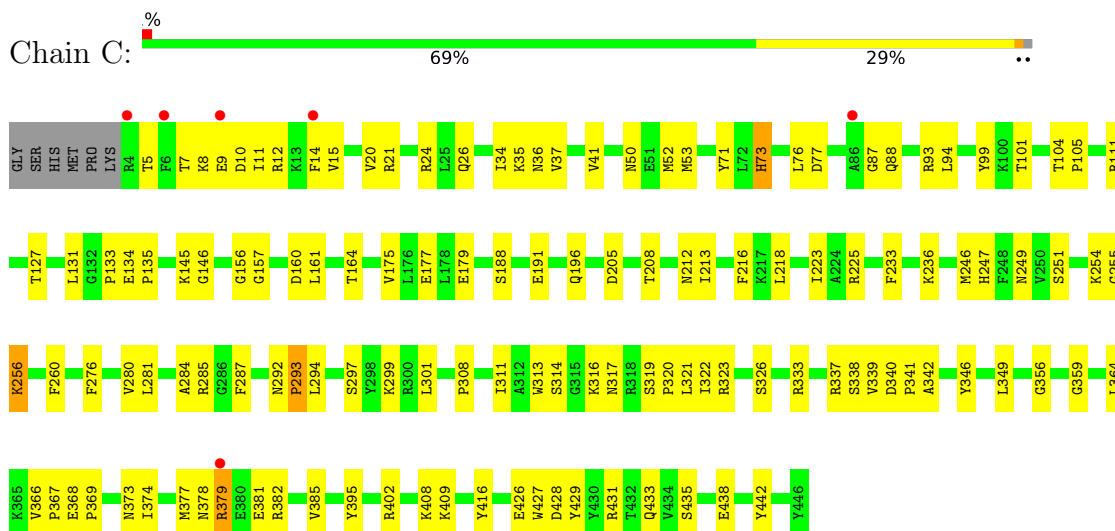 %
Chain C:
69% 29% ••
GLY SER HIS MET PRO LYS R4 T5 F6 T7 K8 E9 D10 I11 R12 K13 F14 V15 V20 R21 R24 L25 Q26 I34 K35 N36 V37 V41 N50 E51 M52 M53 Y71 L72 H73 L76 D77 A86 G87 Q88 R93 L94 Y99 K100 T101 T104 P105
T127 L131 G132 P133 E134 P135 K145 G146 G156 G157 D160 L161 T164 V175 L176 E177 L178 E179 S188 E191 Q196 D205 T208 N212 I213 F216 K217 L218 I223 A224 R225 F233 K236 M246 H247 F248 N249 V250 S251 K254 G255
K256 F260 F276 V280 L281 A284 R285 G286 F287 N292 P293 L294 S297 Y298 K299 R300 L301 P308 I311 A312 W313 S314 G315 K316 N317 R318 S319 P320 L321 I322 R323 S326 R333 R337 S338 V339 D340 P341 A342 Y346 L349 G356 G359
K365 V366 P367 E368 P369 N373 I374 M377 N378 R379 E380 E381 R382 V385 Y395 R402 K408 K409 Y416 E426 W427 D428 Y429 Y430 R431 T432 Q433 V434 S435 E438 Y442 Y446